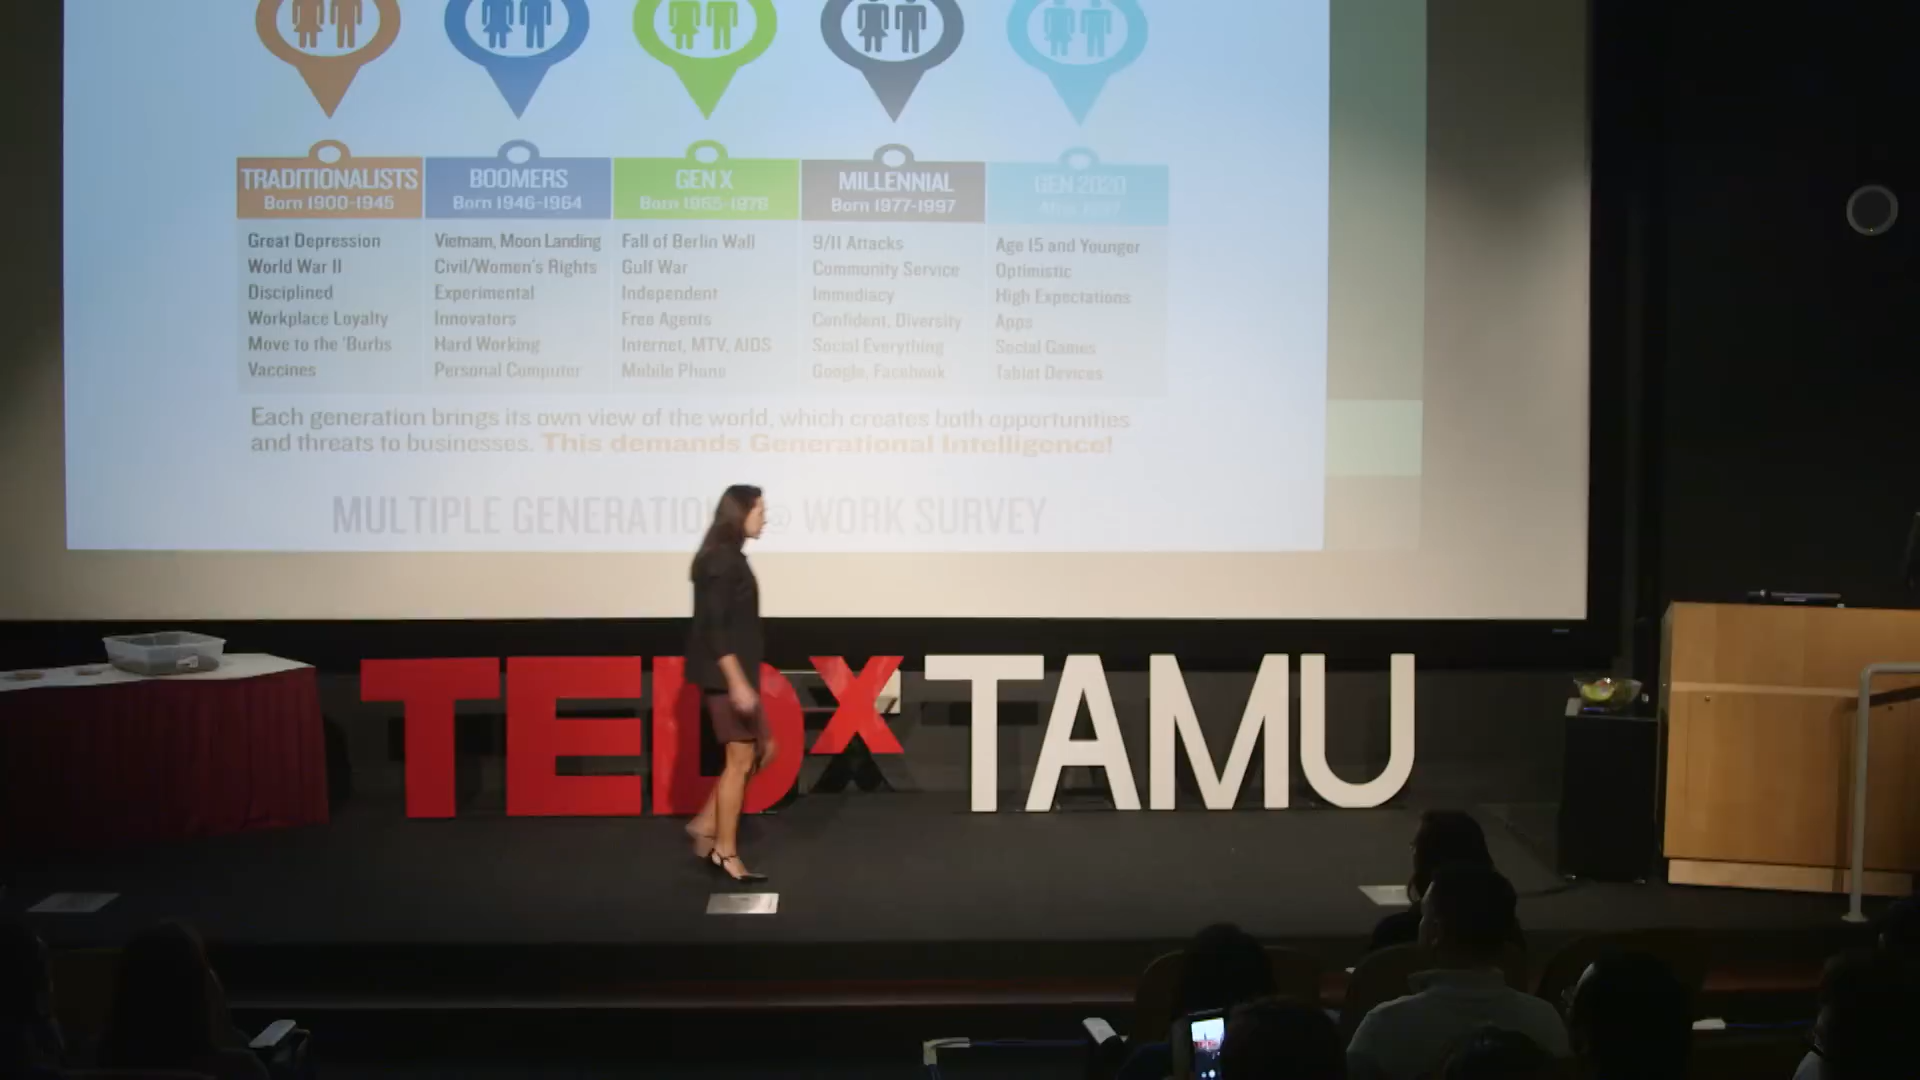 TRADITIONALISTS
Born 1900-1945
Great Depression
World War II
Disciplined
Workplace Loyalty
Move to the 'Burbs
Vaccines
BOOMERS
Born 1946-1964
Vietnam, Moon Landing
Civil/Women's Rights
Experimental
Innovators
Hard Working
Personal Computer
GEN X
Born 1965-1976
Fall of Berlin Wall
Gulf War
Independent
Free Agents
Internet, MTV, AIDS
Mobile Phone
MILLENNIAL
Born 1977-1997
9/11 Attacks
Community Service
Immediacy
Confident, Diversity
Social Everything
Google, Facebook
GEN 2020
After 1997
Age 15 and Younger
Optimistic
High Expectations
Apps
Social Games
Tablet Devices
Each generation brings its own view of the world, which creates both opportunities
and threats to businesses. This demands Generational Intelligence!
MULTIPLE @ WORK SURVEY
TEDxTAMU